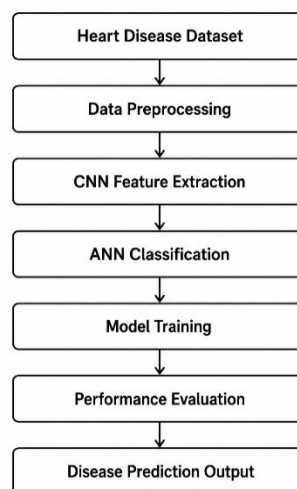 Heart Disease Dataset
Data Preprocessing
CNN Feature Extraction
ANN Classification
Model Training
Performance Evaluation
Disease Prediction Output